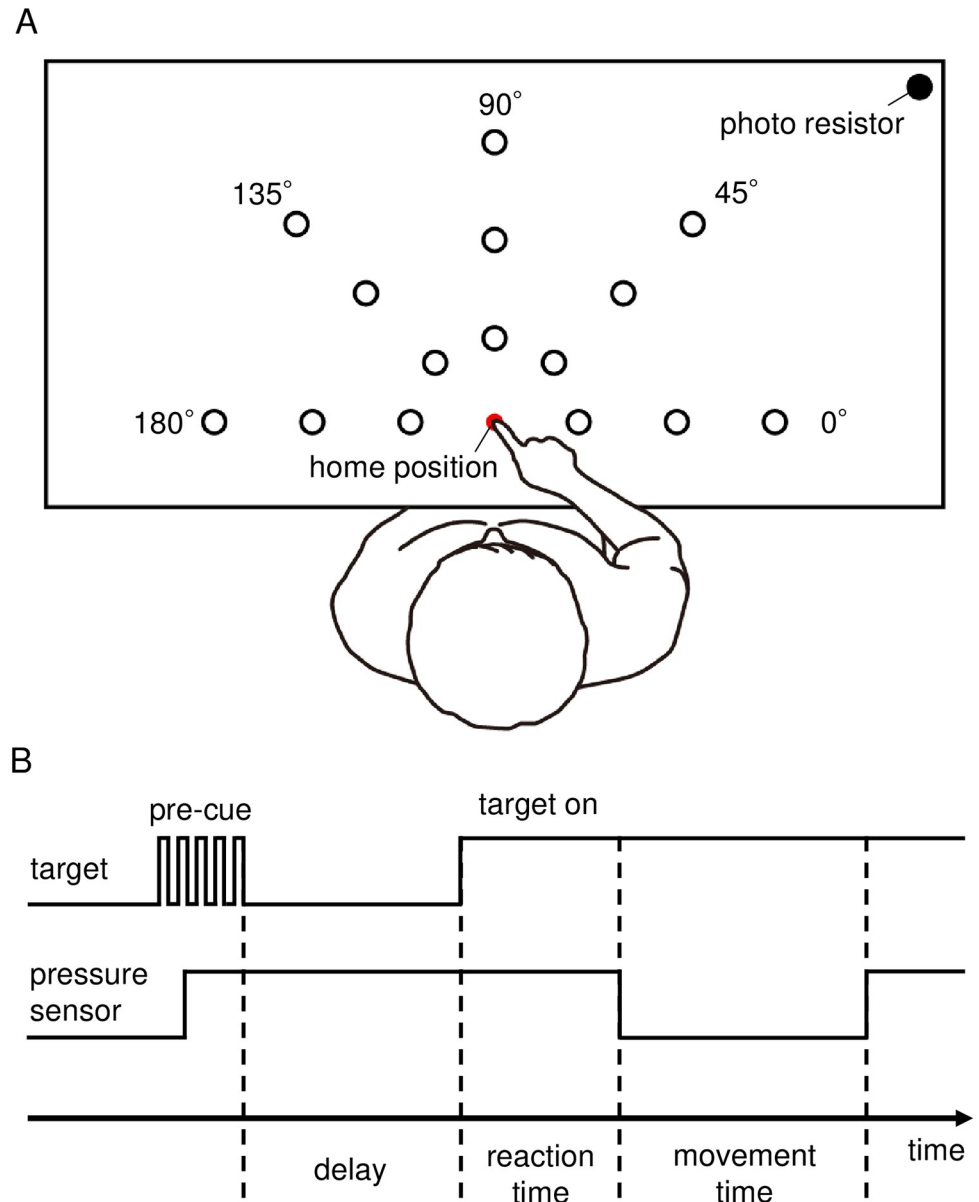 A
90°
photo resistor
135°
45°
180°
0°
home position
B
pre-cue
target on
target
pressure
sensor
time
delay
reaction
time
movement
time